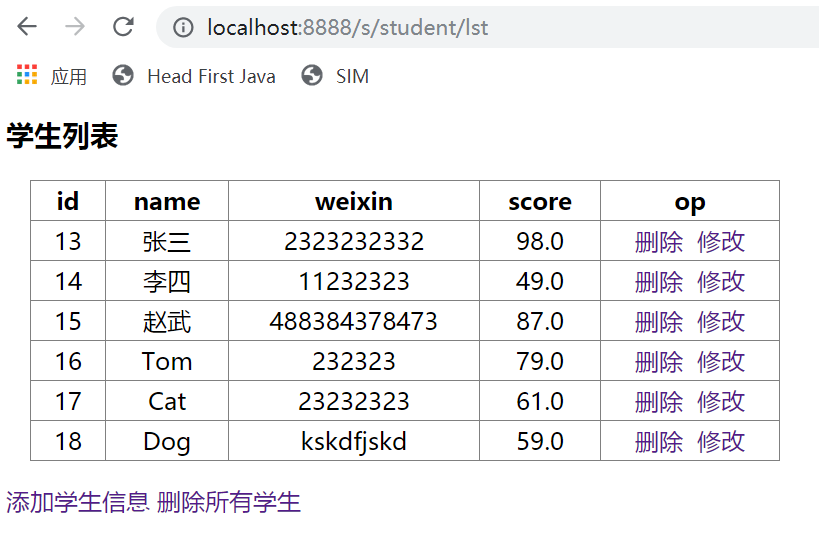 localhost:8888/s/student/lst
应用 Head First Java SIM
学生列表
id name weixin score op
13 张三 2323232332 98.0 删除 修改
14 李四 11232323 49.0 删除 修改
15 赵武 488384378473 87.0 删除 修改
16 Tom 232323 79.0 删除 修改
17 Cat 23232323 61.0 删除 修改
18 Dog kskdfjskd 59.0 删除 修改
添加学生信息 删除所有学生